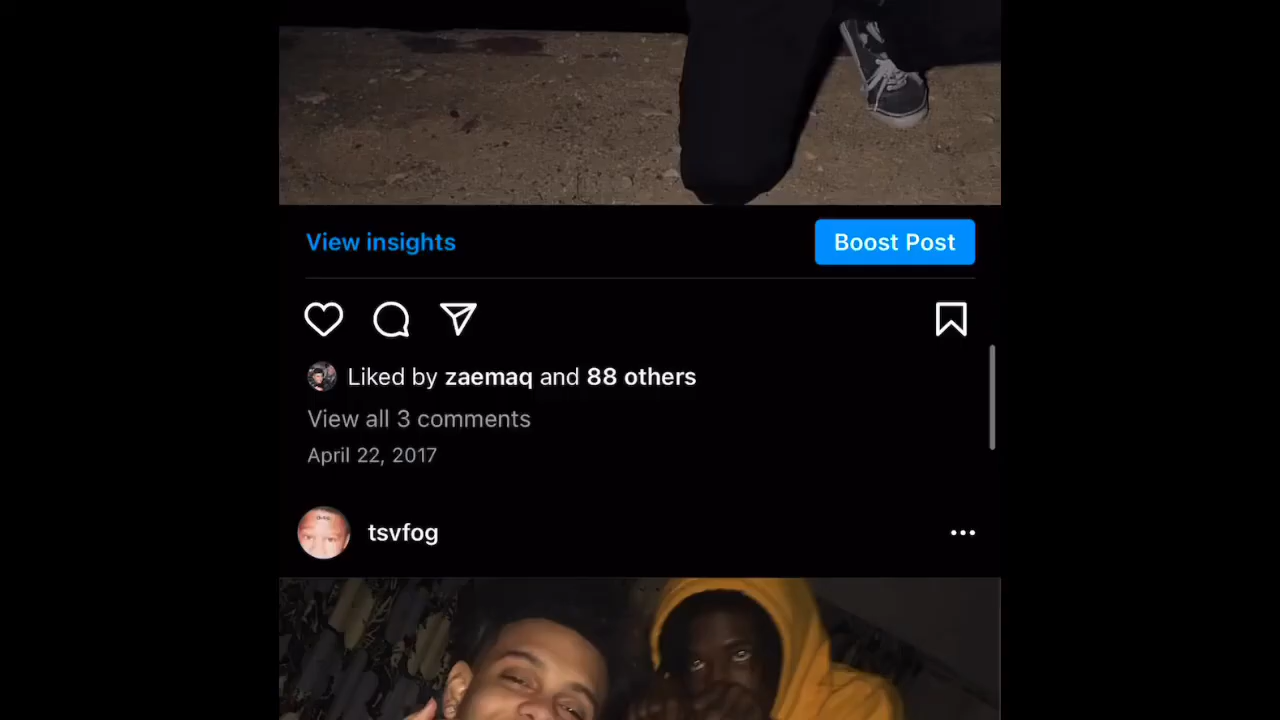 View insights
Boost Post
Liked by zaemaq and 88 others
View all 3 comments
April 22, 2017
tsvfog